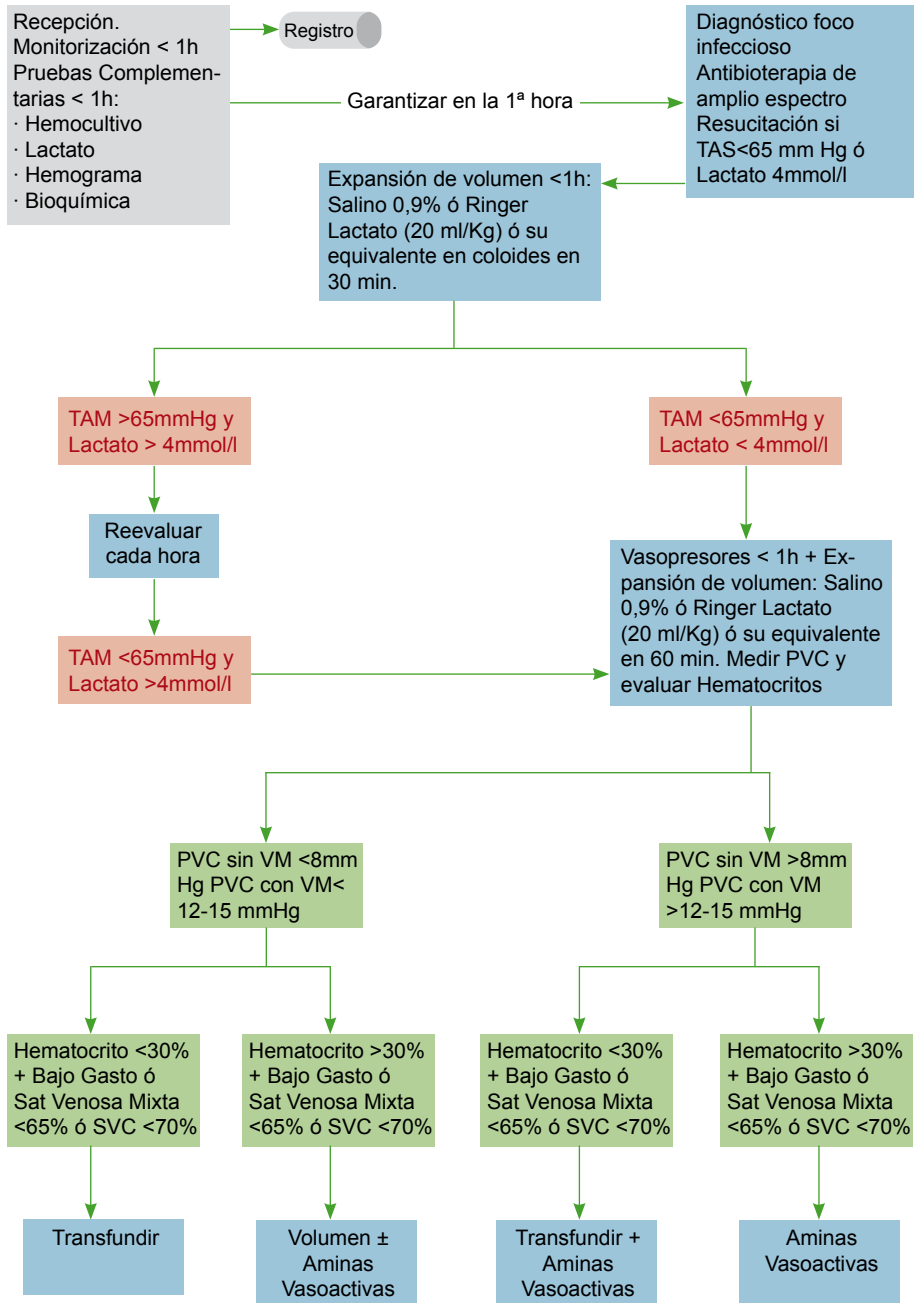 Recepción.
Monitorización < 1h
Pruebas Complemen-
tarias < 1h:
· Hemocultivo
· Lactato
· Hemograma
· Bioquímica
Registro
Garantizar en la 1ª hora
Diagnóstico foco
infeccioso
Antibioterapia de
amplio espectro
Resucitación si
TAS<65 mm Hg ó
Lactato 4mmol/l
Expansión de volumen <1h:
Salino 0,9% ó Ringer
Lactato (20 ml/Kg) ó su
equivalente en coloides en
30 min.
TAM >65mmHg y
Lactato > 4mmol/l
TAM <65mmHg y
Lactato < 4mmol/l
Reevaluar
cada hora
Vasopresores < 1h + Ex-
pansión de volumen: Salino
0,9% ó Ringer Lactato
(20 ml/Kg) ó su equivalente
en 60 min. Medir PVC y
evaluar Hematocritos
TAM <65mmHg y
Lactato >4mmol/l
PVC sin VM <8mm
Hg PVC con VM<
12-15 mmHg
PVC sin VM >8mm
Hg PVC con VM
>12-15 mmHg
Hematocrito <30%
+ Bajo Gasto ó
Sat Venosa Mixta
<65% ó SVC <70%
Hematocrito >30%
+ Bajo Gasto ó
Sat Venosa Mixta
<65% ó SVC <70%
Hematocrito <30%
+ Bajo Gasto ó
Sat Venosa Mixta
<65% ó SVC <70%
Hematocrito >30%
+ Bajo Gasto ó
Sat Venosa Mixta
<65% ó SVC <70%
Transfundir
Volumen ±
Aminas
Vasoactivas
Transfundir +
Aminas
Vasoactivas
Aminas
Vasoactivas